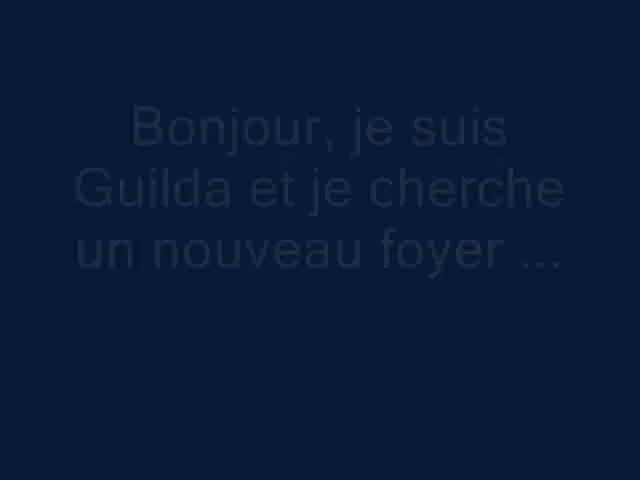 Bonjour, je suis
Guilda et je cherche
un nouveau foyer ...